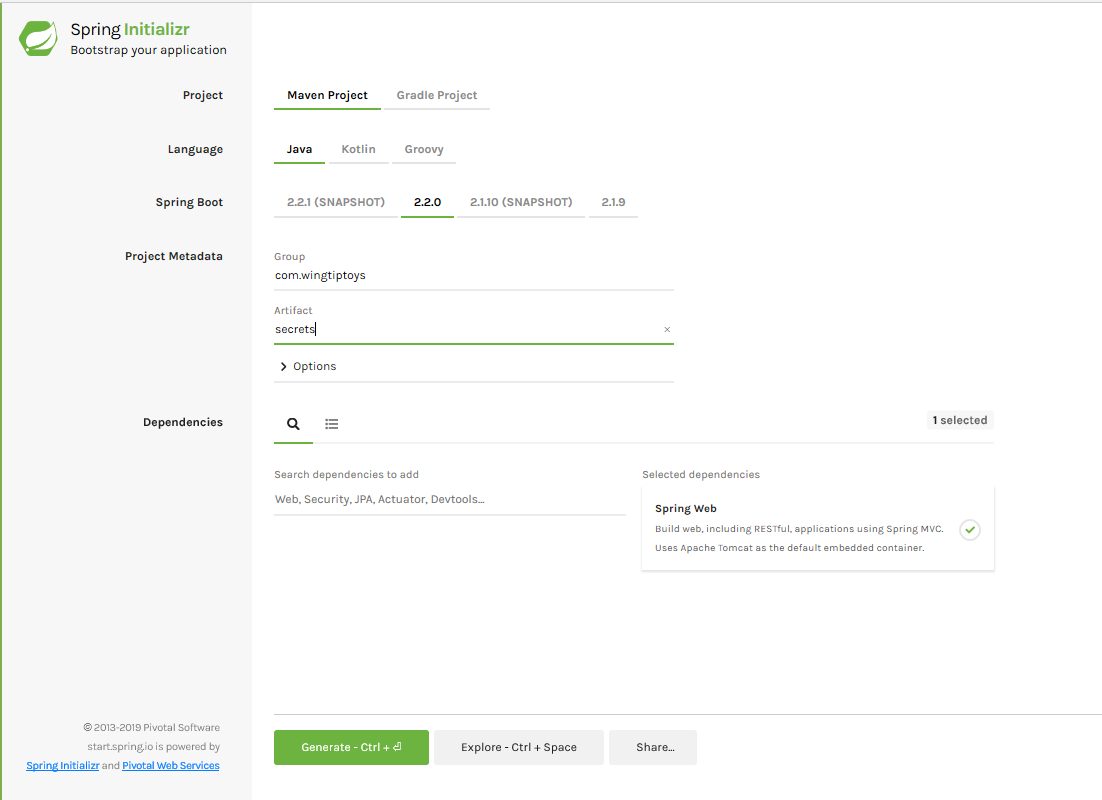 Spring Initializr
Bootstrap your application
Project
Maven Project Gradle Project
Language
Java Kotlin Groovy
Spring Boot
2.2.1 (SNAPSHOT) 2.2.0 2.1.10 (SNAPSHOT) 2.1.9
Project Metadata
Group
com.wingtiptoys
Artifact
secrets ×
Options
Dependencies
1 selected
Search dependencies to add
Web, Security, JPA, Actuator, Devtools...
Selected dependencies
Spring Web
Build web, including RESTful, applications using Spring MVC.
Uses Apache Tomcat as the default embedded container.
© 2013-2019 Pivotal Software
start.spring.io is powered by
Spring Initializr and Pivotal Web Services
Generate - Ctrl + ⏎ Explore - Ctrl + Space Share...